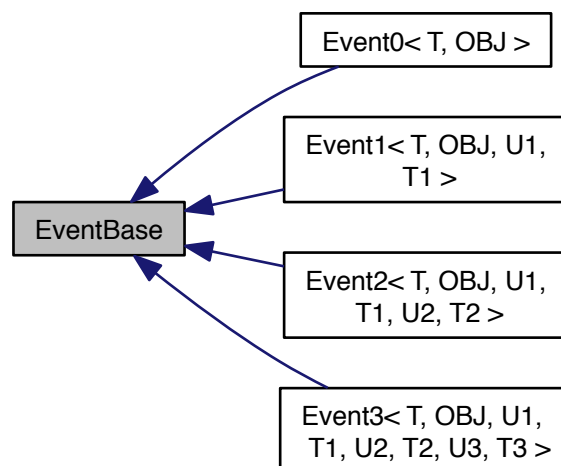 Event0< T, OBJ >
Event1< T, OBJ, U1,
T1 >
EventBase
Event2< T, OBJ, U1,
T1, U2, T2 >
Event3< T, OBJ, U1,
T1, U2, T2, U3, T3 >